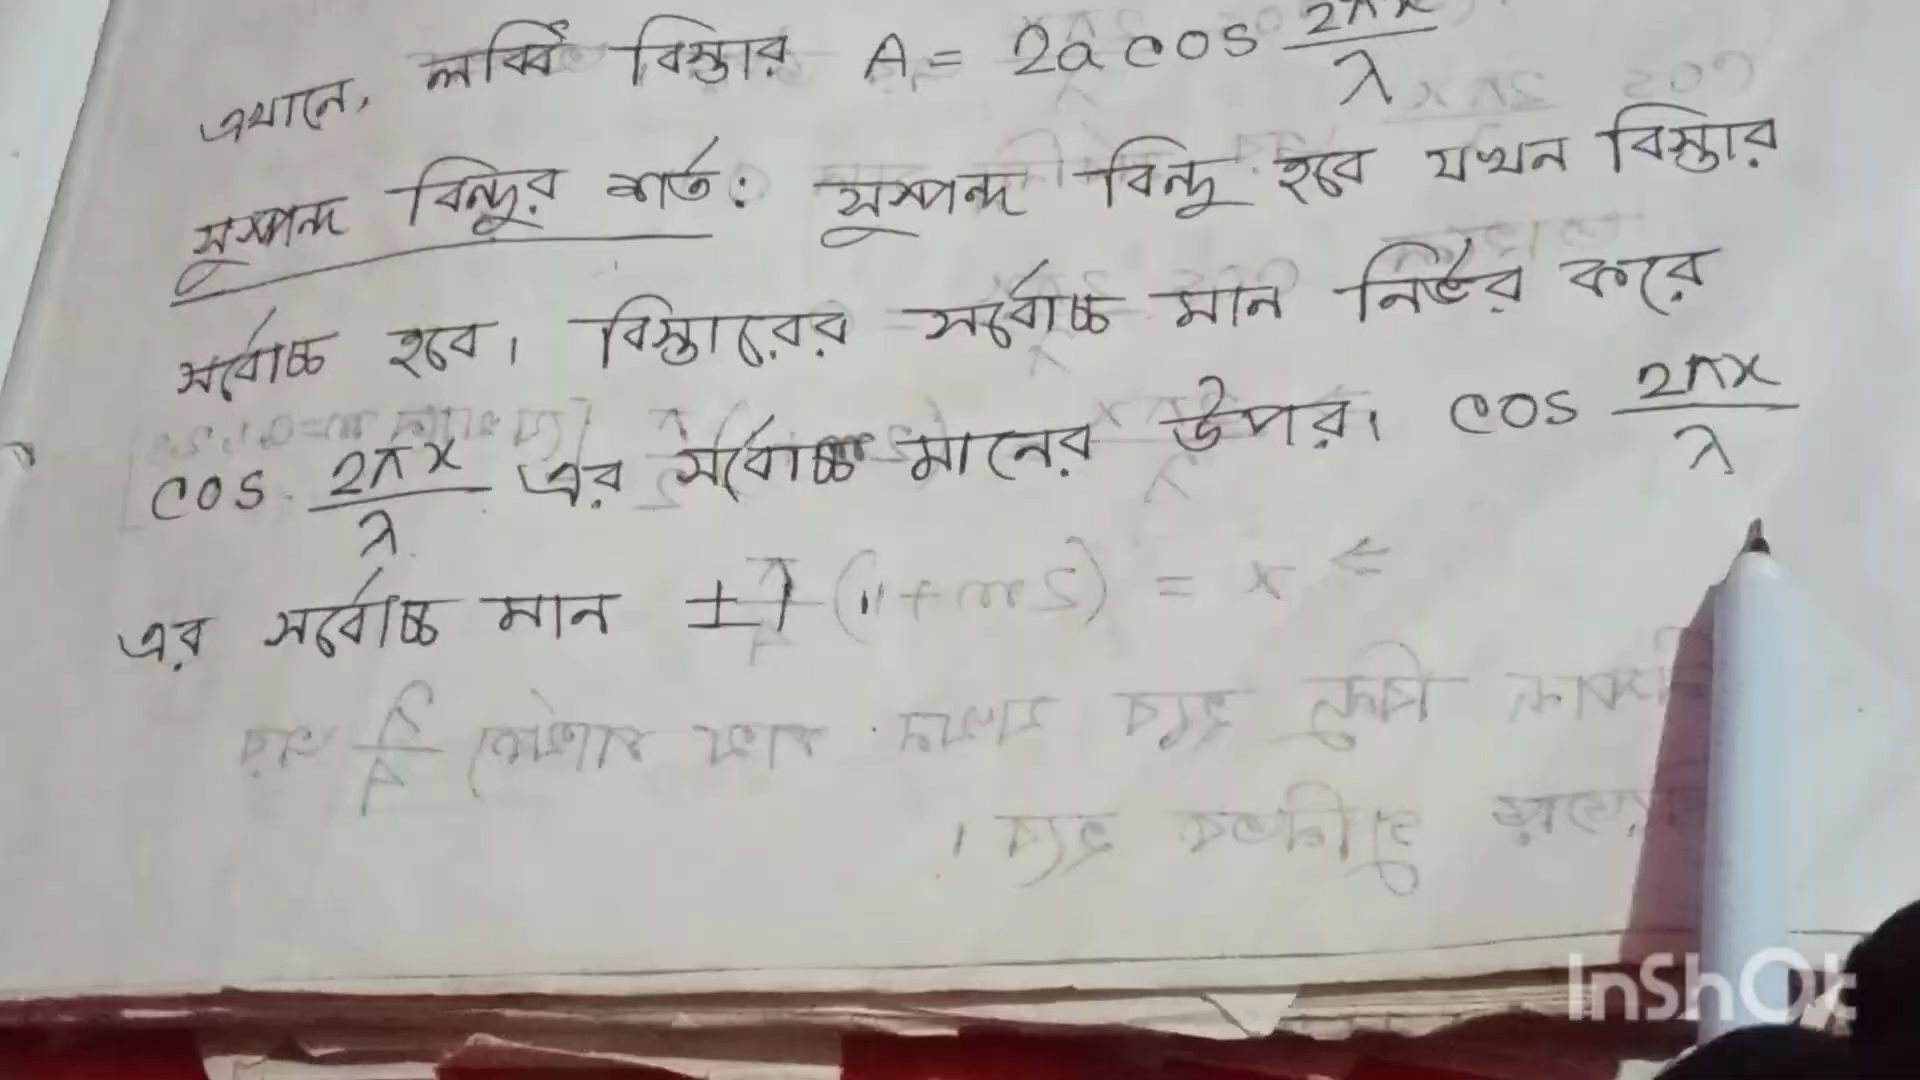 এখানে, লব্ধি বিস্তার A = 2a cos 2πx/λ
সুস্পন্দ বিন্দুর শর্ত: সুস্পন্দ বিন্দু হবে যখন বিস্তার
সর্বোচ্চ হবে। বিস্তারের সর্বোচ্চ মান নির্ভর করে
cos 2πx/λ এর সর্বোচ্চ মানের উপর। cos 2πx/λ
এর সর্বোচ্চ মান ±1
InShOt